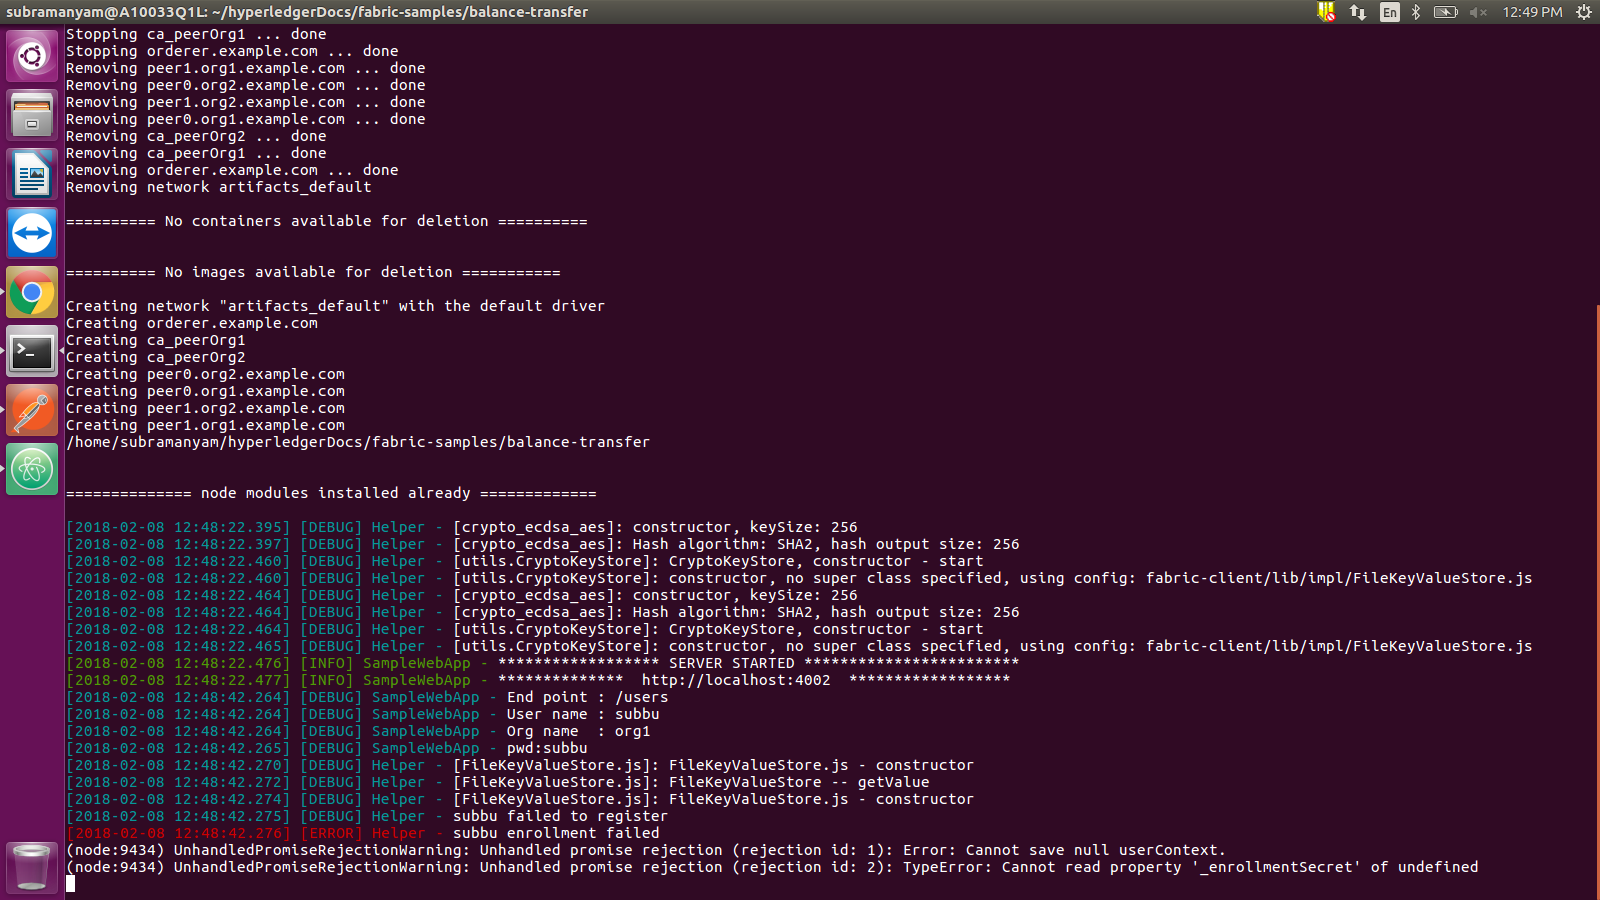 subramanyam@A10033Q1L: ~/hyperledgerDocs/fabric-samples/balance-transfer
En
12:49 PM
Stopping ca_peerOrg1 ... done
Stopping orderer.example.com ... done
Removing peer1.org1.example.com ... done
Removing peer0.org2.example.com ... done
Removing peer1.org2.example.com ... done
Removing peer0.org1.example.com ... done
Removing ca_peerOrg2 ... done
Removing ca_peerOrg1 ... done
Removing orderer.example.com ... done
Removing network artifacts_default
========== No containers available for deletion ==========
========== No images available for deletion ===========
Creating network "artifacts_default" with the default driver
Creating orderer.example.com
Creating ca_peerOrg1
Creating ca_peerOrg2
Creating peer0.org2.example.com
Creating peer0.org1.example.com
Creating peer1.org2.example.com
Creating peer1.org1.example.com
/home/subramanyam/hyperledgerDocs/fabric-samples/balance-transfer
============== node modules installed already =============
[2018-02-08 12:48:22.395] [DEBUG] Helper - [crypto_ecdsa_aes]: constructor, keySize: 256
[2018-02-08 12:48:22.397] [DEBUG] Helper - [crypto_ecdsa_aes]: Hash algorithm: SHA2, hash output size: 256
[2018-02-08 12:48:22.460] [DEBUG] Helper - [utils.CryptoKeyStore]: CryptoKeyStore, constructor - start
[2018-02-08 12:48:22.460] [DEBUG] Helper - [utils.CryptoKeyStore]: constructor, no super class specified, using config: fabric-client/lib/impl/FileKeyValueStore.js
[2018-02-08 12:48:22.464] [DEBUG] Helper - [crypto_ecdsa_aes]: constructor, keySize: 256
[2018-02-08 12:48:22.464] [DEBUG] Helper - [crypto_ecdsa_aes]: Hash algorithm: SHA2, hash output size: 256
[2018-02-08 12:48:22.464] [DEBUG] Helper - [utils.CryptoKeyStore]: CryptoKeyStore, constructor - start
[2018-02-08 12:48:22.465] [DEBUG] Helper - [utils.CryptoKeyStore]: constructor, no super class specified, using config: fabric-client/lib/impl/FileKeyValueStore.js
[2018-02-08 12:48:22.476] [INFO] SampleWebApp - ****************** SERVER STARTED ************************
[2018-02-08 12:48:22.477] [INFO] SampleWebApp - **************  http://localhost:4002  ******************
[2018-02-08 12:48:42.264] [DEBUG] SampleWebApp - End point : /users
[2018-02-08 12:48:42.264] [DEBUG] SampleWebApp - User name : subbu
[2018-02-08 12:48:42.264] [DEBUG] SampleWebApp - Org name  : org1
[2018-02-08 12:48:42.265] [DEBUG] SampleWebApp - pwd:subbu
[2018-02-08 12:48:42.270] [DEBUG] Helper - [FileKeyValueStore.js]: FileKeyValueStore.js - constructor
[2018-02-08 12:48:42.272] [DEBUG] Helper - [FileKeyValueStore.js]: FileKeyValueStore -- getValue
[2018-02-08 12:48:42.274] [DEBUG] Helper - [FileKeyValueStore.js]: FileKeyValueStore.js - constructor
[2018-02-08 12:48:42.275] [DEBUG] Helper - subbu failed to register
[2018-02-08 12:48:42.276] [ERROR] Helper - subbu enrollment failed
(node:9434) UnhandledPromiseRejectionWarning: Unhandled promise rejection (rejection id: 1): Error: Cannot save null userContext.
(node:9434) UnhandledPromiseRejectionWarning: Unhandled promise rejection (rejection id: 2): TypeError: Cannot read property '_enrollmentSecret' of undefined